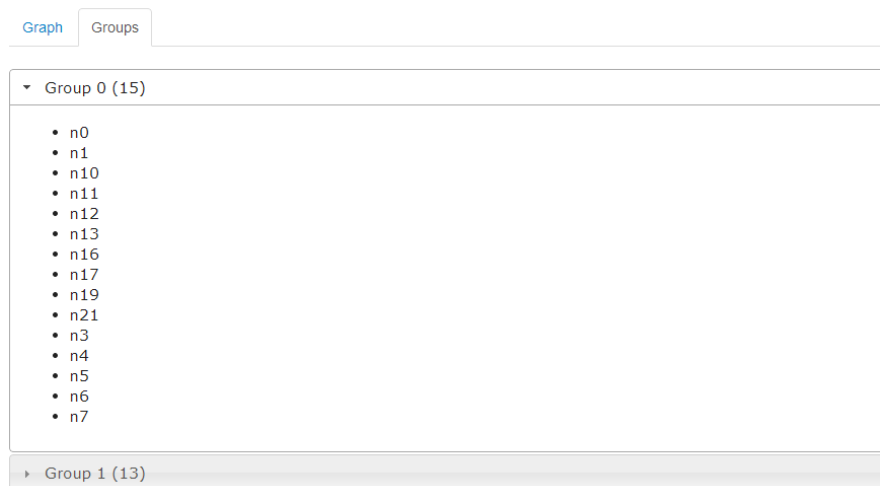 Graph Groups
Group 0 (15)
n0
n1
n10
n11
n12
n13
n16
n17
n19
n21
n3
n4
n5
n6
n7
Group 1 (13)